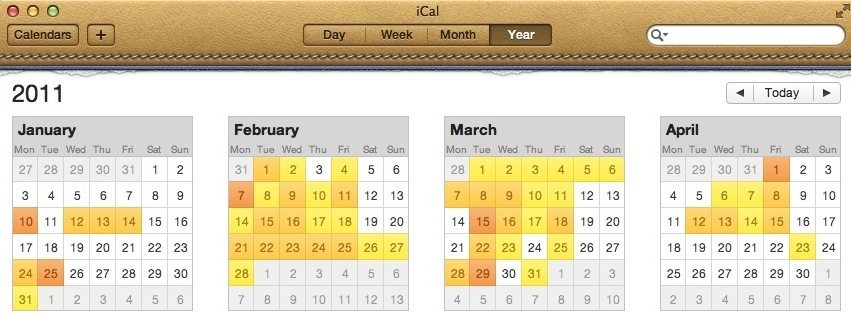 iCal
Calendars + Day Week Month Year
2011 ◀ Today ▶
January February March April
Mon Tue Wed Thu Fri Sat Sun Mon Tue Wed Thu Fri Sat Sun Mon Tue Wed Thu Fri Sat Sun Mon Tue Wed Thu Fri Sat Sun
27 28 29 30 31 1 2 31 1 2 3 4 5 6 28 1 2 3 4 5 6 28 29 30 31 1 2 3
3 4 5 6 7 8 9 7 8 9 10 11 12 13 7 8 9 10 11 12 13 4 5 6 7 8 9 10
10 11 12 13 14 15 16 14 15 16 17 18 19 20 14 15 16 17 18 19 20 11 12 13 14 15 16 17
17 18 19 20 21 22 23 21 22 23 24 25 26 27 21 22 23 24 25 26 27 18 19 20 21 22 23 24
24 25 26 27 28 29 30 28 1 2 3 4 5 6 28 29 30 31 1 2 3 25 26 27 28 29 30 1
31 1 2 3 4 5 6 7 8 9 10 11 12 13 4 5 6 7 8 9 10 2 3 4 5 6 7 8